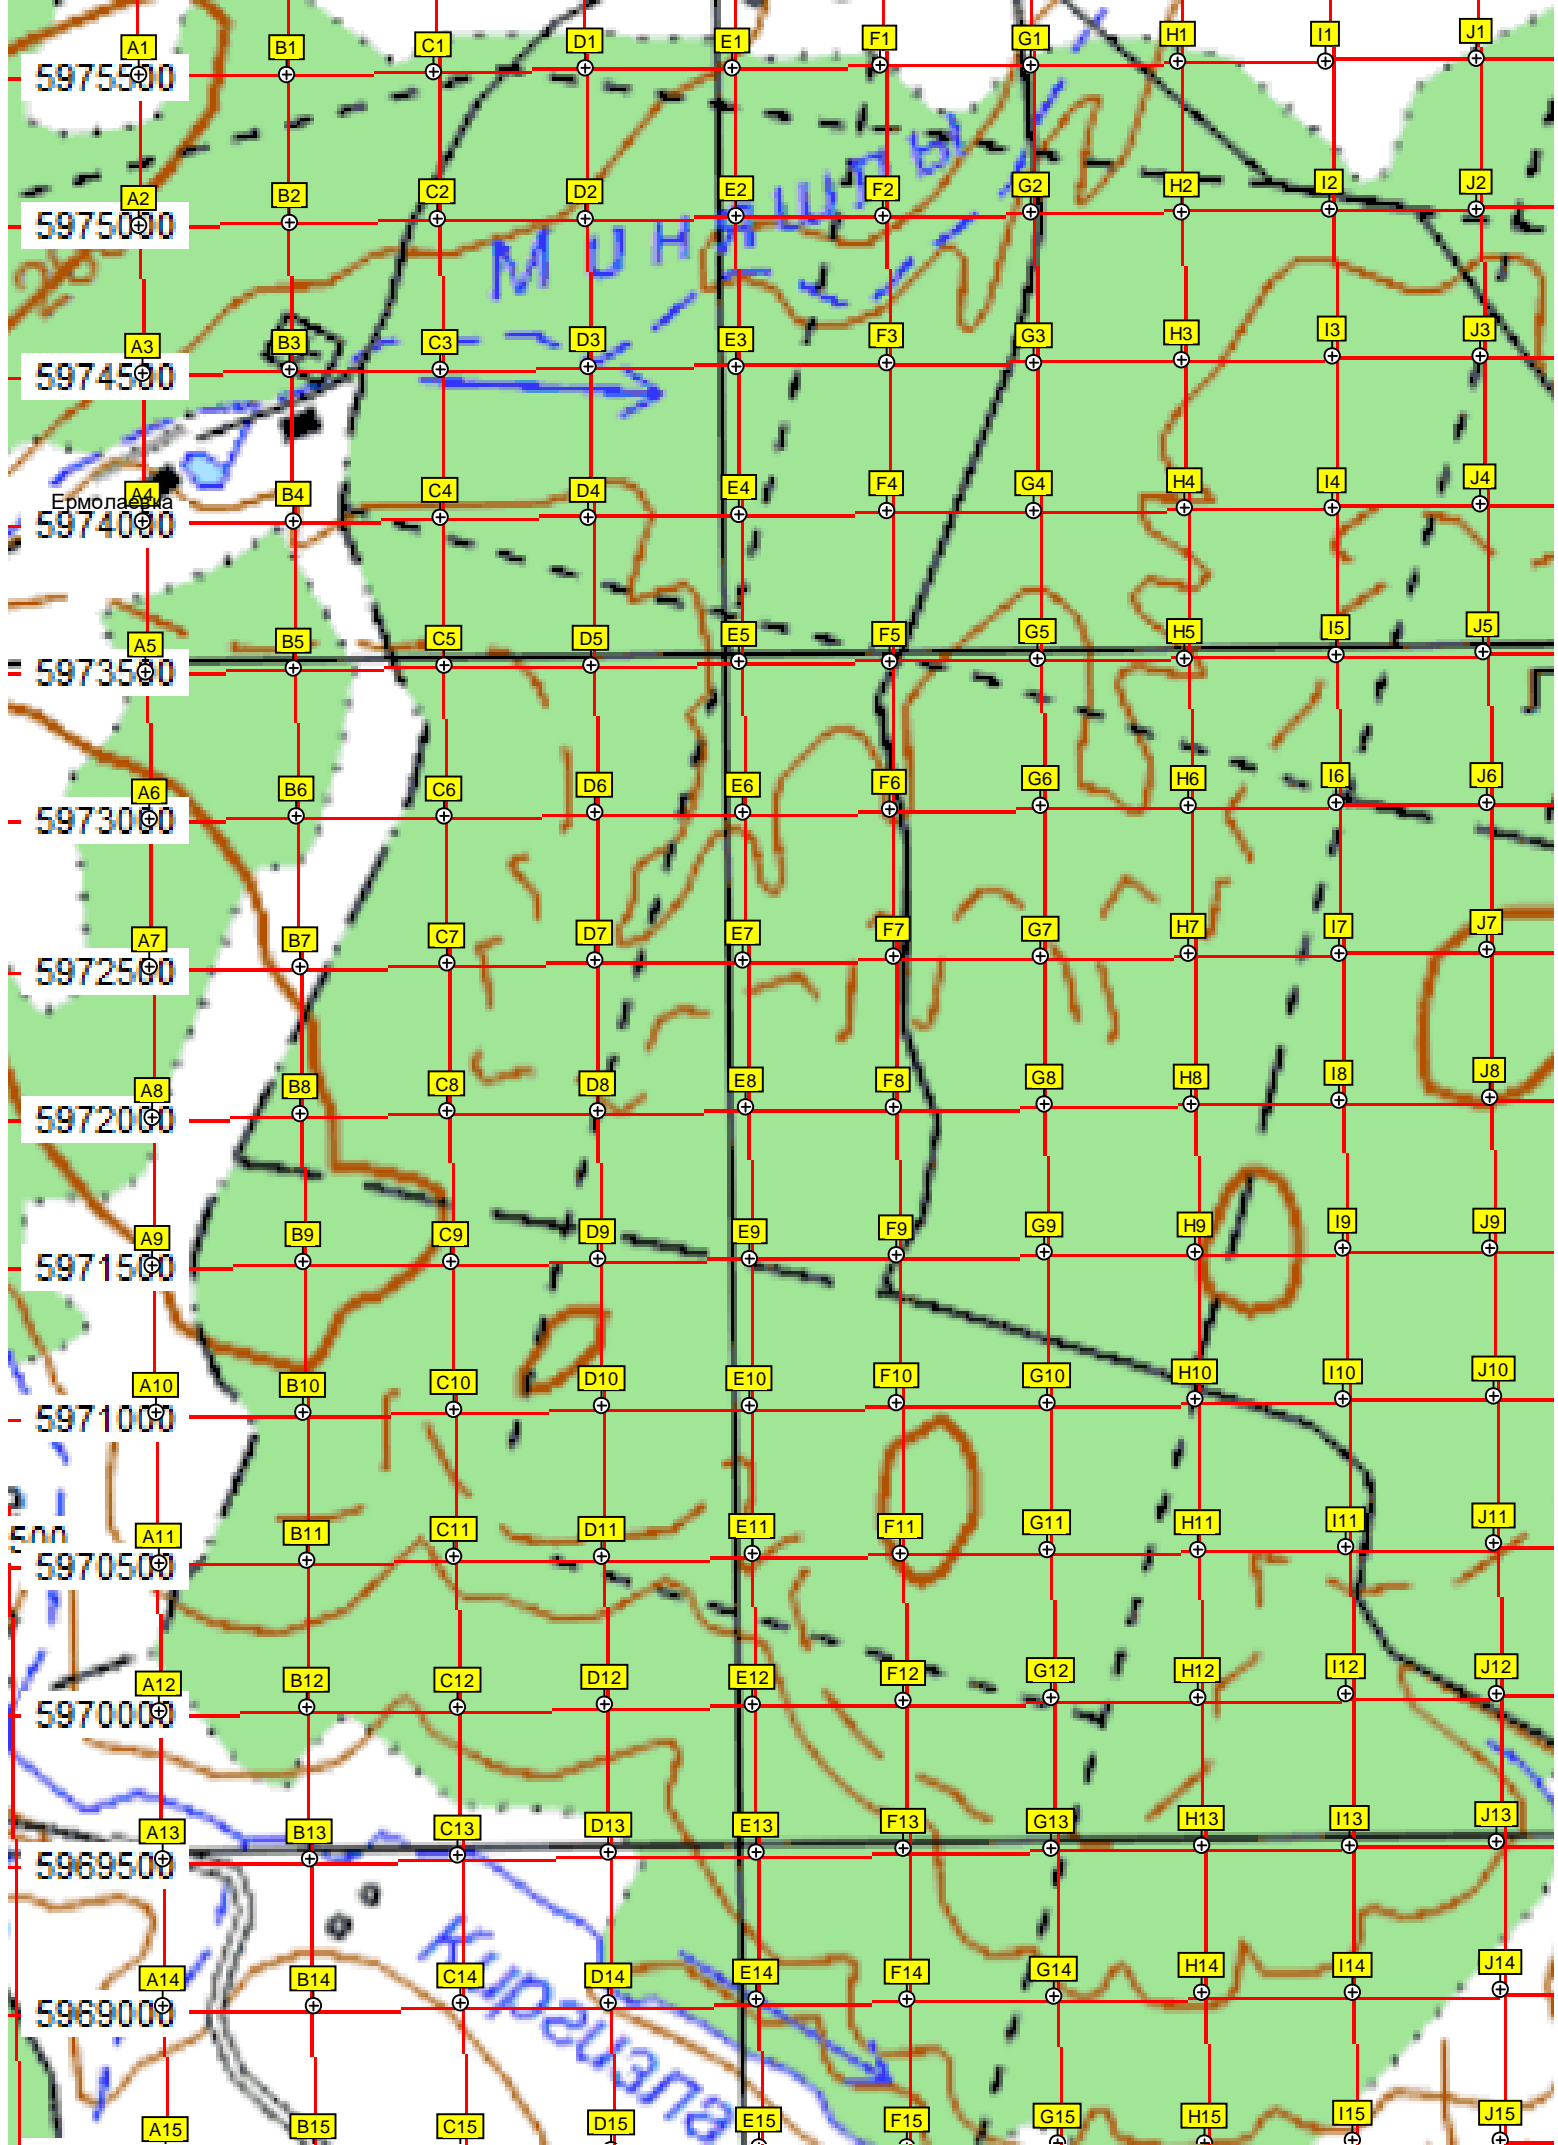 A1 B1 C1 D1 E1 F1 G1 H1 I1 J1
5975500
A2 B2 C2 D2 E2 F2 G2 H2 I2 J2
5975000
Миништы
A3 B3 C3 D3 E3 F3 G3 H3 I3 J3
5974500
A4 B4 C4 D4 E4 F4 G4 H4 I4 J4
Ермолаевка
5974000
A5 B5 C5 D5 E5 F5 G5 H5 I5 J5
5973500
A6 B6 C6 D6 E6 F6 G6 H6 I6 J6
5973000
A7 B7 C7 D7 E7 F7 G7 H7 I7 J7
5972500
A8 B8 C8 D8 E8 F8 G8 H8 I8 J8
5972000
A9 B9 C9 D9 E9 F9 G9 H9 I9 J9
5971500
A10 B10 C10 D10 E10 F10 G10 H10 I10 J10
5971000
A11 B11 C11 D11 E11 F11 G11 H11 I11 J11
500
5970500
A12 B12 C12 D12 E12 F12 G12 H12 I12 J12
5970000
A13 B13 C13 D13 E13 F13 G13 H13 I13 J13
5969500
Киргизла
A14 B14 C14 D14 E14 F14 G14 H14 I14 J14
5969000
A15 B15 C15 D15 E15 F15 G15 H15 I15 J15